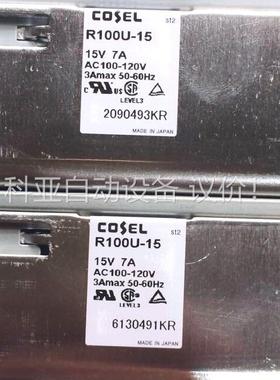 COSEL st2
R100U-15
15V 7A
AC100-120V
3Amax 50-60Hz
LEVEL3
2090493KR
MADE IN JAPAN
科亚自动设备 议价!
COSEL st2
R100U-15
15V 7A
AC100-120V
3Amax 50-60Hz
LEVEL3
6130491KR
MADE IN JAPAN